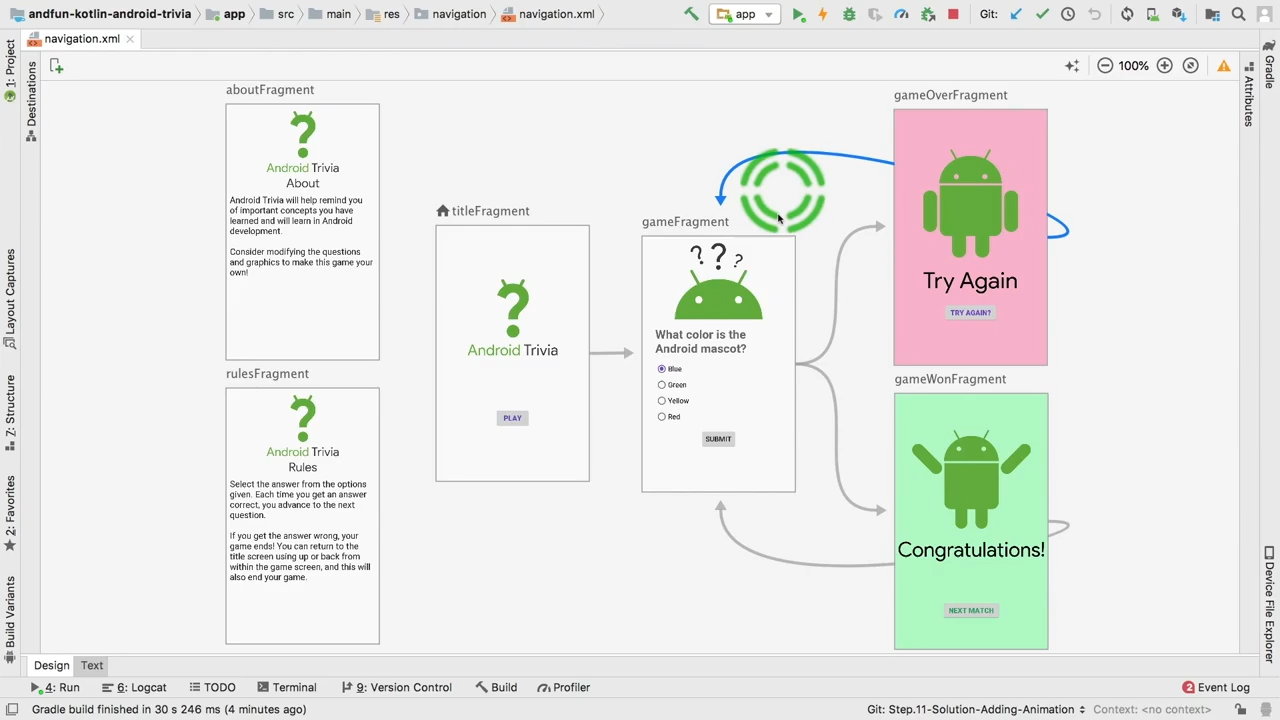 andfun-kotlin-android-trivia
app
src
main
res
navigation
navigation.xml
app
Git:
navigation.xml
100%
1: Project
Layout Captures
Z: Structure
2: Favorites
Build Variants
Destinations
Attributes
Gradle
Device File Explorer
aboutFragment
Android Trivia
About
Android Trivia will help remind you
of important concepts you have
learned and will learn in Android
development.
Consider modifying the questions
and graphics to make this game your
own!
rulesFragment
Android Trivia
Rules
Select the answer from the options
given. Each time you get an answer
correct, you advance to the next
question.
If you get the answer wrong, your
game ends! You can return to the
title screen using up or back from
within the game screen, and this will
also end your game.
titleFragment
Android Trivia
PLAY
gameFragment
What color is the
Android mascot?
Blue
Green
Yellow
Red
SUBMIT
gameOverFragment
Try Again
TRY AGAIN?
gameWonFragment
Congratulations!
NEXT MATCH
Design
Text
4: Run
6: Logcat
TODO
Terminal
9: Version Control
Build
Profiler
2 Event Log
Gradle build finished in 30 s 246 ms (4 minutes ago)
Git: Step.11-Solution-Adding-Animation
Context: <no context>